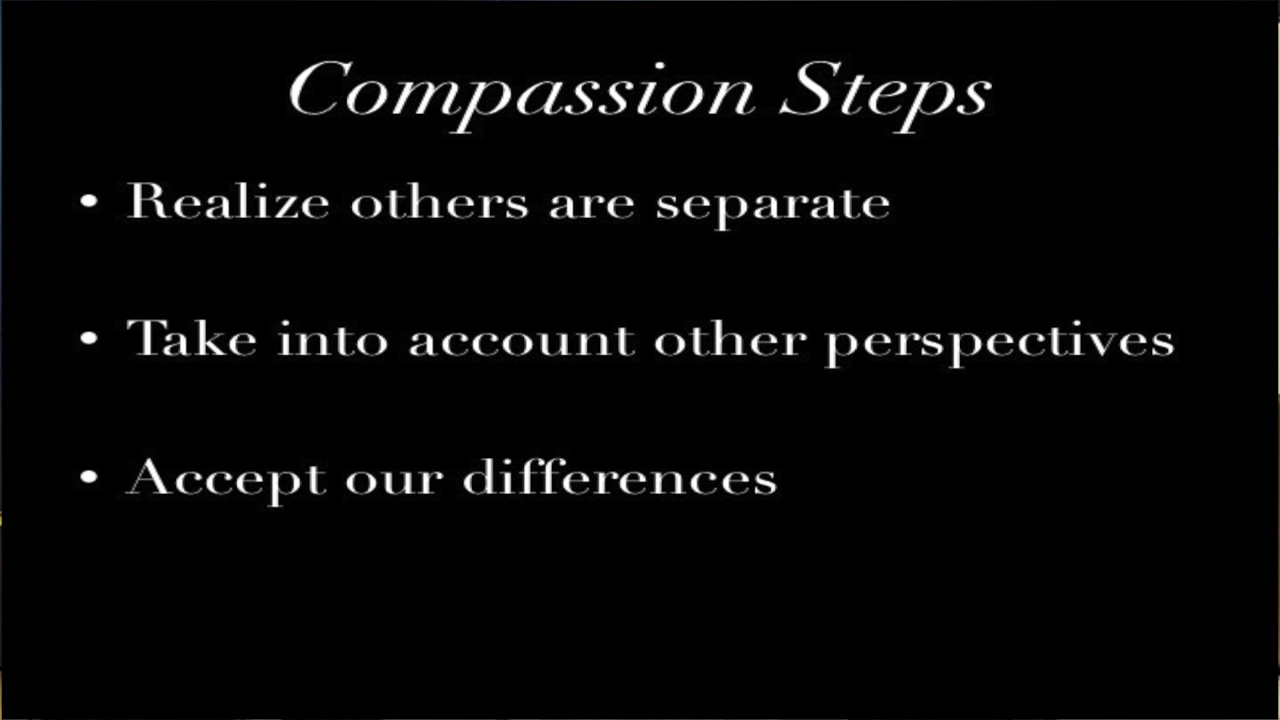 Compassion Steps
• Realize others are separate
• Take into account other perspectives
• Accept our differences